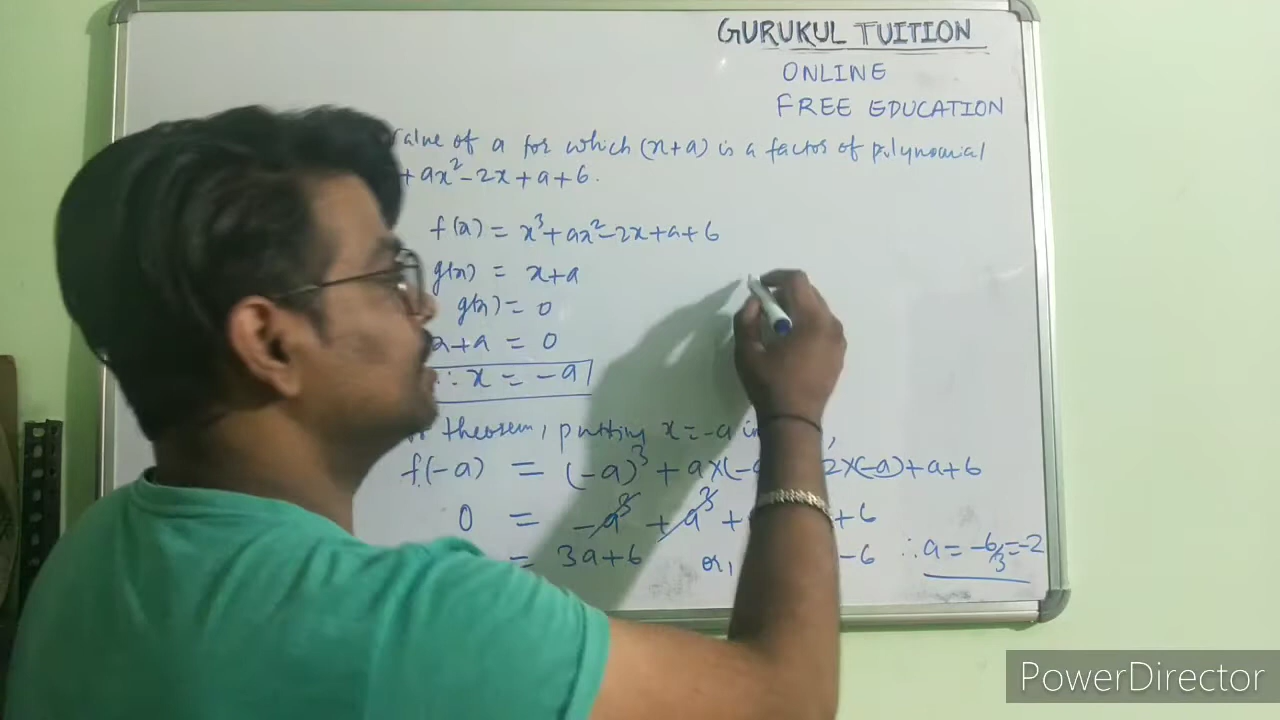 GURUKUL TUITION
ONLINE
FREE EDUCATION
value of a for which (x+a) is a factor of polynomial
+ ax² - 2x + a + 6.
f(x) = x³ + ax² - 2x + a + 6
g(x) = x + a
g(x) = 0
x + a = 0
∴ x = -a
theorem, putting x = -a in
f(-a) = (-a)³ + a×(-a 2×(-a) + a + 6
0 = -a³ + a³ + + 6
= 3a + 6 or, -6 ∴ a = -6/3 = -2
PowerDirector